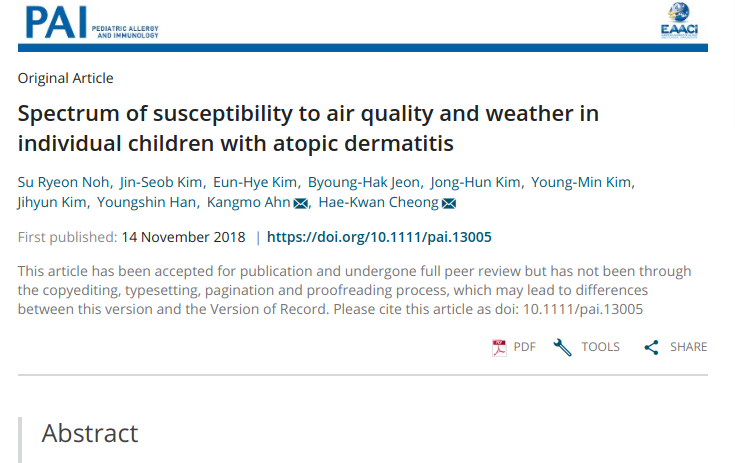 PAI PEDIATRIC ALLERGY
AND IMMUNOLOGY
EAACI
Original Article
Spectrum of susceptibility to air quality and weather in
individual children with atopic dermatitis
Su Ryeon Noh, Jin-Seob Kim, Eun-Hye Kim, Byoung-Hak Jeon, Jong-Hun Kim, Young-Min Kim,
Jihyun Kim, Youngshin Han, Kangmo Ahn, Hae-Kwan Cheong
First published: 14 November 2018 | https://doi.org/10.1111/pai.13005
This article has been accepted for publication and undergone full peer review but has not been through
the copyediting, typesetting, pagination and proofreading process, which may lead to differences
between this version and the Version of Record. Please cite this article as doi: 10.1111/pai.13005
PDF TOOLS SHARE
Abstract